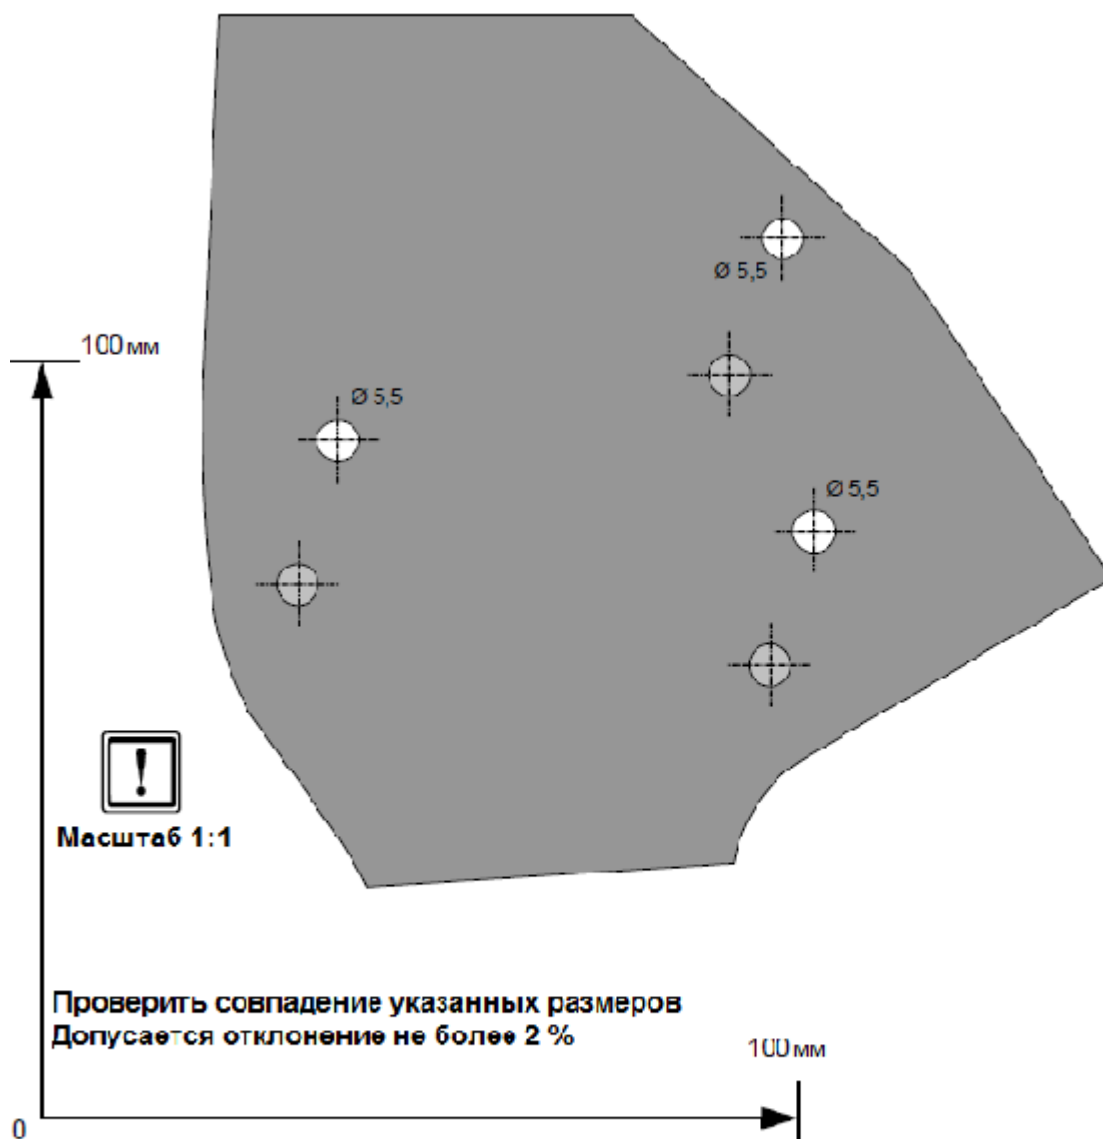 Ø 5,5
100 мм
Ø 5,5
Ø 5,5
!
Масштаб 1:1
Проверить совпадение указанных размеров
Допусается отклонение не более 2 %
100 мм
0